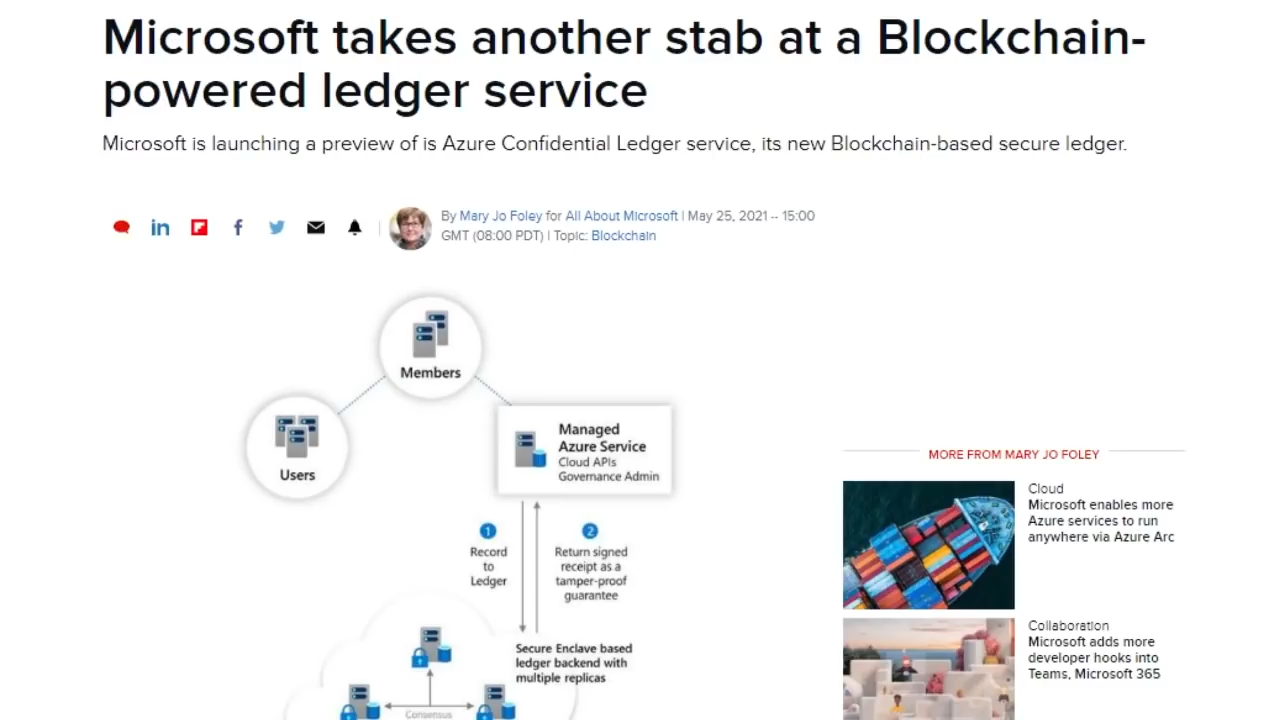 Microsoft takes another stab at a Blockchain-
powered ledger service
Microsoft is launching a preview of is Azure Confidential Ledger service, its new Blockchain-based secure ledger.
in
f
By Mary Jo Foley for All About Microsoft | May 25, 2021 -- 15:00
GMT (08:00 PDT) | Topic: Blockchain
Members
Users
Managed
Azure Service
Cloud APIs
Governance Admin
1
Record
to
Ledger
2
Return signed
receipt as a
tamper-proof
guarantee
Secure Enclave based
ledger backend with
multiple replicas
Consensus
MORE FROM MARY JO FOLEY
Cloud
Microsoft enables more
Azure services to run
anywhere via Azure Arc
Collaboration
Microsoft adds more
developer hooks into
Teams, Microsoft 365